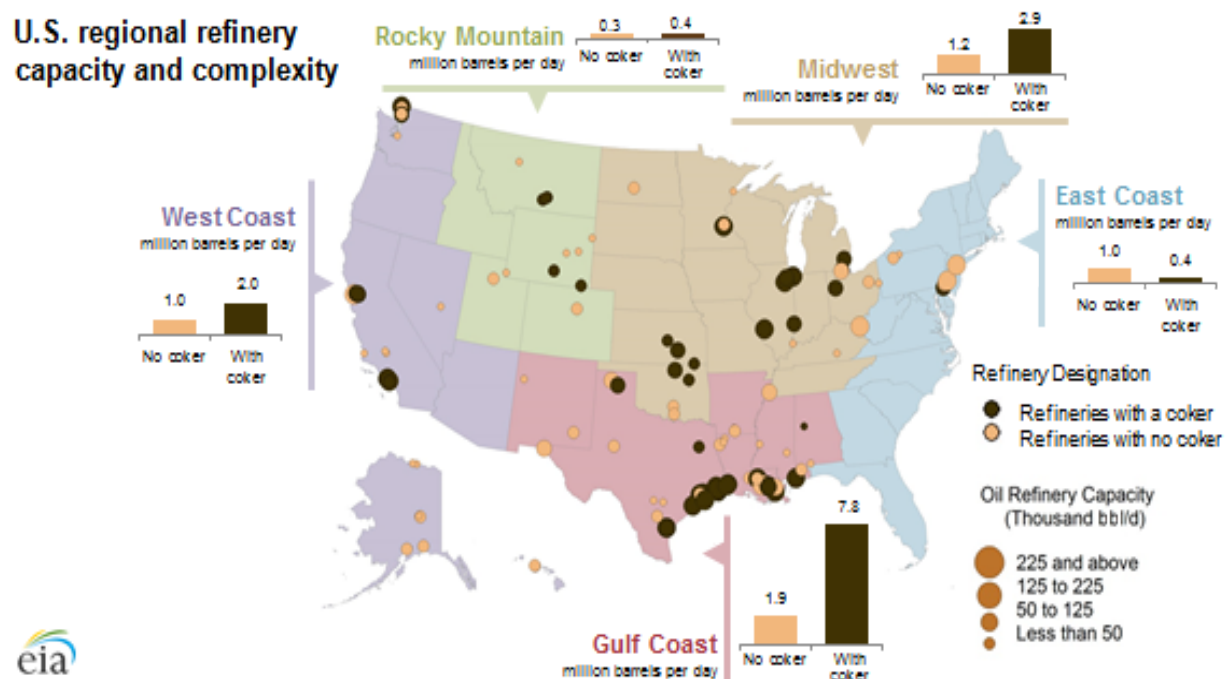 U.S. regional refinery
capacity and complexity
Rocky Mountain
million barrels per day
0.3
0.4
No coker
With
coker
Midwest
million barrels per day
1.2
2.9
No coker
With
coker
West Coast
million barrels per day
1.0
2.0
No coker
With
coker
East Coast
million barrels per day
1.0
0.4
No coker
With
coker
Refinery Designation
Refineries with a coker
Refineries with no coker
Oil Refinery Capacity
(Thousand bbl/d)
225 and above
125 to 225
50 to 125
Less than 50
Gulf Coast
million barrels per day
1.9
7.8
No coker
With
coker
eia